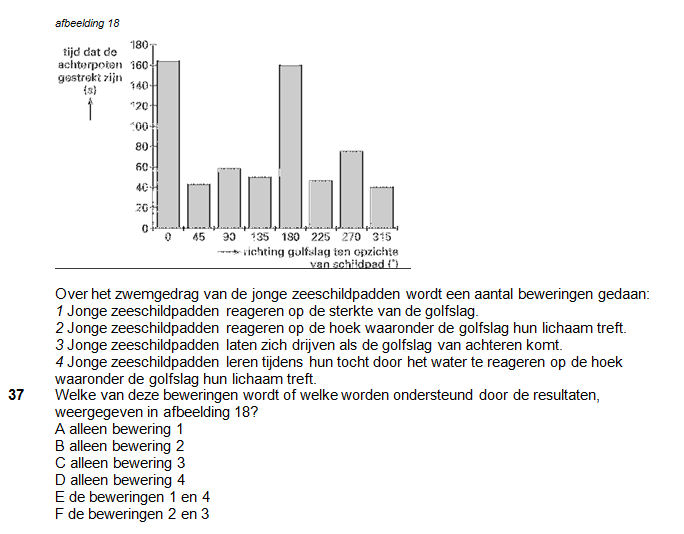 afbeelding 18
tijd dat de
achterpoten
gestrekt zijn
(s)
180
160
140
120
100
80
60
40
20
0
0 45 90 135 180 225 270 315
richting golfslag ten opzichte
van schildpad (°)
Over het zwemgedrag van de jonge zeeschildpadden wordt een aantal beweringen gedaan:
1 Jonge zeeschildpadden reageren op de sterkte van de golfslag.
2 Jonge zeeschildpadden reageren op de hoek waaronder de golfslag hun lichaam treft.
3 Jonge zeeschildpadden laten zich drijven als de golfslag van achteren komt.
4 Jonge zeeschildpadden leren tijdens hun tocht door het water te reageren op de hoek
waaronder de golfslag hun lichaam treft.
37 Welke van deze beweringen wordt of welke worden ondersteund door de resultaten,
weergegeven in afbeelding 18?
A alleen bewering 1
B alleen bewering 2
C alleen bewering 3
D alleen bewering 4
E de beweringen 1 en 4
F de beweringen 2 en 3